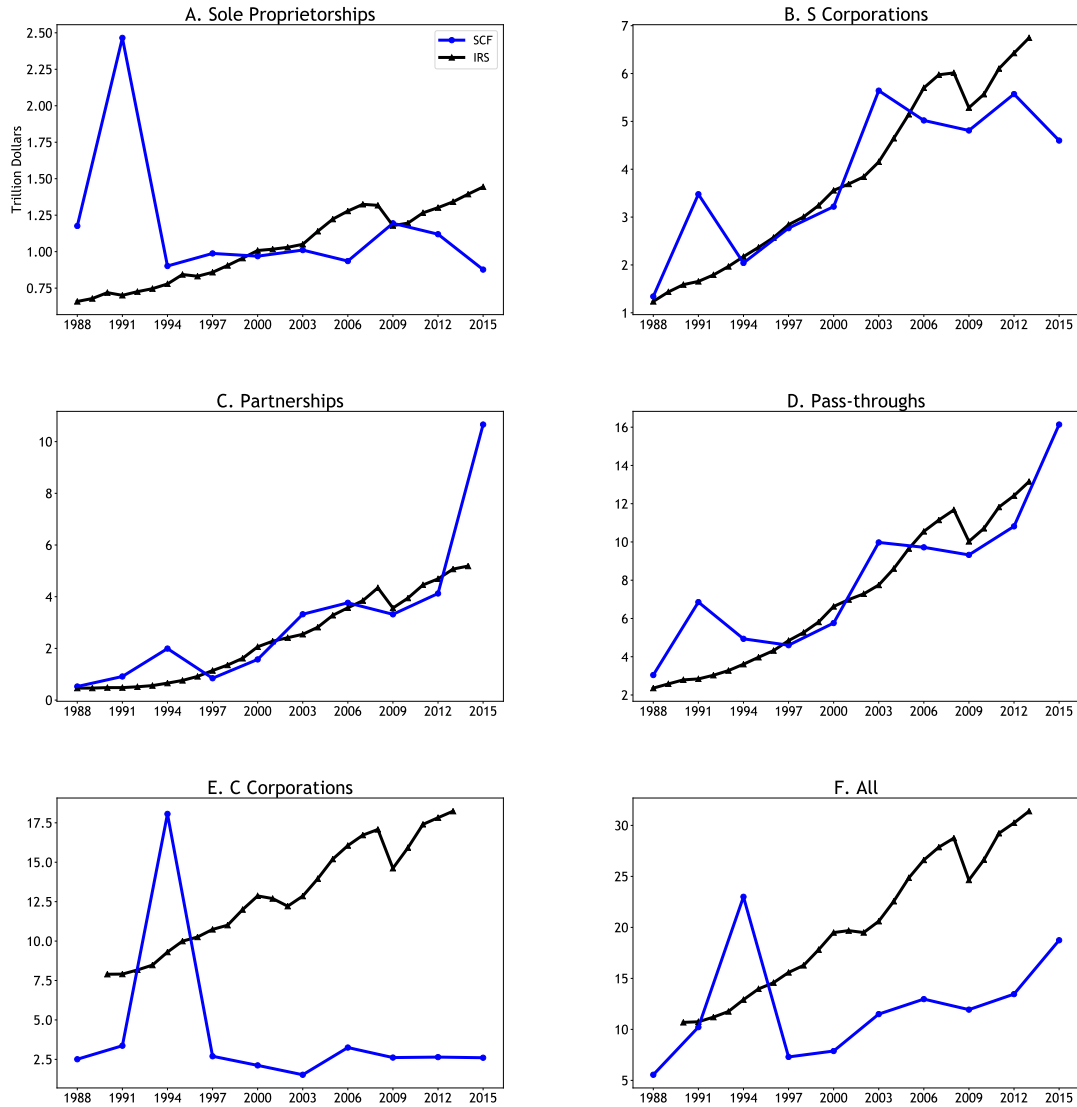 A. Sole Proprietorships
Trillion Dollars
2.50
2.25
2.00
1.75
1.50
1.25
1.00
0.75
SCF
IRS
1988 1991 1994 1997 2000 2003 2006 2009 2012 2015
B. S Corporations
7
6
5
4
3
2
1
1988 1991 1994 1997 2000 2003 2006 2009 2012 2015
C. Partnerships
10
8
6
4
2
0
1988 1991 1994 1997 2000 2003 2006 2009 2012 2015
D. Pass-throughs
16
14
12
10
8
6
4
2
1988 1991 1994 1997 2000 2003 2006 2009 2012 2015
E. C Corporations
17.5
15.0
12.5
10.0
7.5
5.0
2.5
1988 1991 1994 1997 2000 2003 2006 2009 2012 2015
F. All
30
25
20
15
10
5
1988 1991 1994 1997 2000 2003 2006 2009 2012 2015